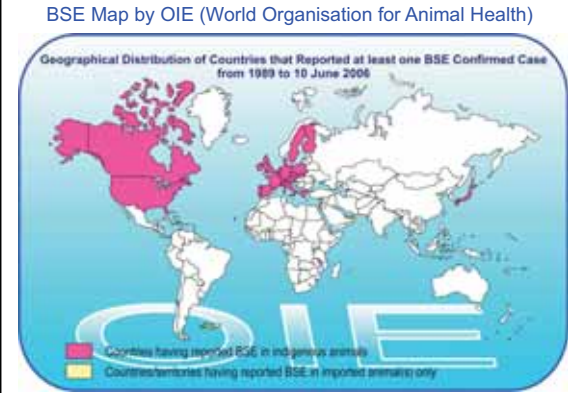 BSE Map by OIE (World Organisation for Animal Health)
Geographical Distribution of Countries that Reported at least one BSE Confirmed Case
from 1989 to 10 June 2006
OIE
Countries having reported BSE in indigenous animals
Countries/territories having reported BSE in imported animal(s) only